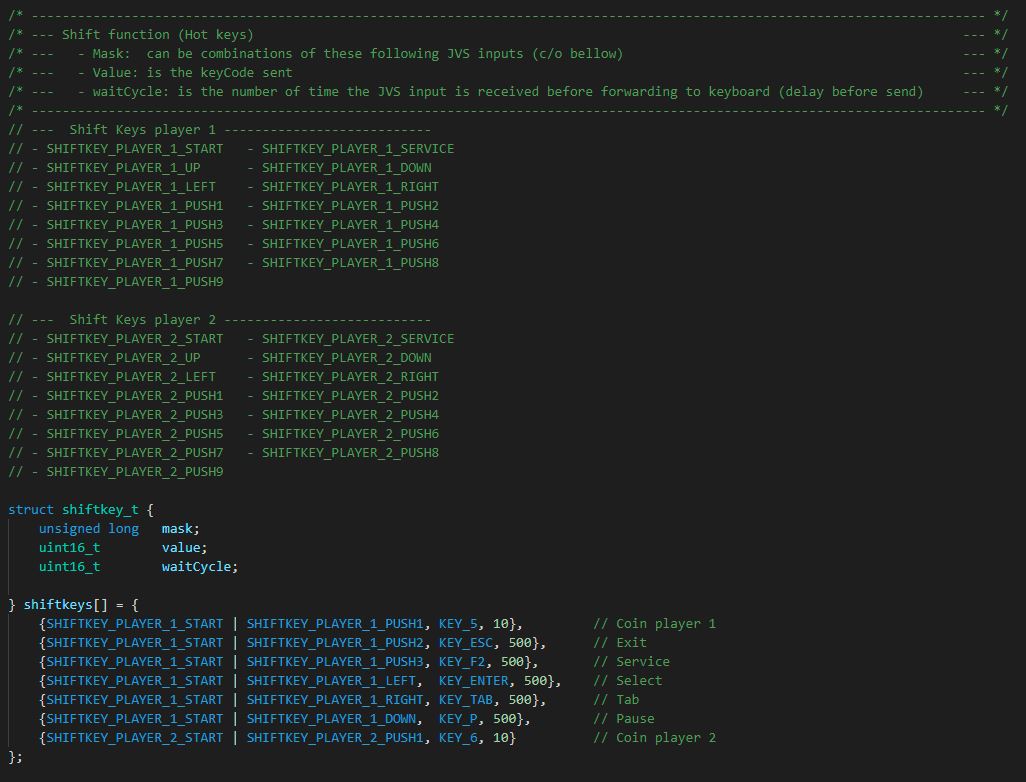 /* ---------------------------------------------------------------------------------------------------------------------------- */
/* --- Shift function (Hot keys)                                                                                            --- */
/* ---   - Mask:  can be combinations of these following JVS inputs (c/o bellow)                                            --- */
/* ---   - Value: is the keyCode sent                                                                                       --- */
/* ---   - waitCycle: is the number of time the JVS input is received before forwarding to keyboard (delay before send)     --- */
/* ---------------------------------------------------------------------------------------------------------------------------- */
// ---  Shift Keys player 1 ---------------------------
// - SHIFTKEY_PLAYER_1_START   - SHIFTKEY_PLAYER_1_SERVICE
// - SHIFTKEY_PLAYER_1_UP      - SHIFTKEY_PLAYER_1_DOWN
// - SHIFTKEY_PLAYER_1_LEFT    - SHIFTKEY_PLAYER_1_RIGHT
// - SHIFTKEY_PLAYER_1_PUSH1   - SHIFTKEY_PLAYER_1_PUSH2
// - SHIFTKEY_PLAYER_1_PUSH3   - SHIFTKEY_PLAYER_1_PUSH4
// - SHIFTKEY_PLAYER_1_PUSH5   - SHIFTKEY_PLAYER_1_PUSH6
// - SHIFTKEY_PLAYER_1_PUSH7   - SHIFTKEY_PLAYER_1_PUSH8
// - SHIFTKEY_PLAYER_1_PUSH9

// ---  Shift Keys player 2 ---------------------------
// - SHIFTKEY_PLAYER_2_START   - SHIFTKEY_PLAYER_2_SERVICE
// - SHIFTKEY_PLAYER_2_UP      - SHIFTKEY_PLAYER_2_DOWN
// - SHIFTKEY_PLAYER_2_LEFT    - SHIFTKEY_PLAYER_2_RIGHT
// - SHIFTKEY_PLAYER_2_PUSH1   - SHIFTKEY_PLAYER_2_PUSH2
// - SHIFTKEY_PLAYER_2_PUSH3   - SHIFTKEY_PLAYER_2_PUSH4
// - SHIFTKEY_PLAYER_2_PUSH5   - SHIFTKEY_PLAYER_2_PUSH6
// - SHIFTKEY_PLAYER_2_PUSH7   - SHIFTKEY_PLAYER_2_PUSH8
// - SHIFTKEY_PLAYER_2_PUSH9

struct shiftkey_t {
    unsigned long   mask;
    uint16_t        value;
    uint16_t        waitCycle;

} shiftkeys[] = {
    {SHIFTKEY_PLAYER_1_START | SHIFTKEY_PLAYER_1_PUSH1, KEY_5, 10},         // Coin player 1
    {SHIFTKEY_PLAYER_1_START | SHIFTKEY_PLAYER_1_PUSH2, KEY_ESC, 500},      // Exit
    {SHIFTKEY_PLAYER_1_START | SHIFTKEY_PLAYER_1_PUSH3, KEY_F2, 500},       // Service
    {SHIFTKEY_PLAYER_1_START | SHIFTKEY_PLAYER_1_LEFT,  KEY_ENTER, 500},    // Select
    {SHIFTKEY_PLAYER_1_START | SHIFTKEY_PLAYER_1_RIGHT, KEY_TAB, 500},      // Tab
    {SHIFTKEY_PLAYER_1_START | SHIFTKEY_PLAYER_1_DOWN,  KEY_P, 500},        // Pause
    {SHIFTKEY_PLAYER_2_START | SHIFTKEY_PLAYER_2_PUSH1, KEY_6, 10}          // Coin player 2
};